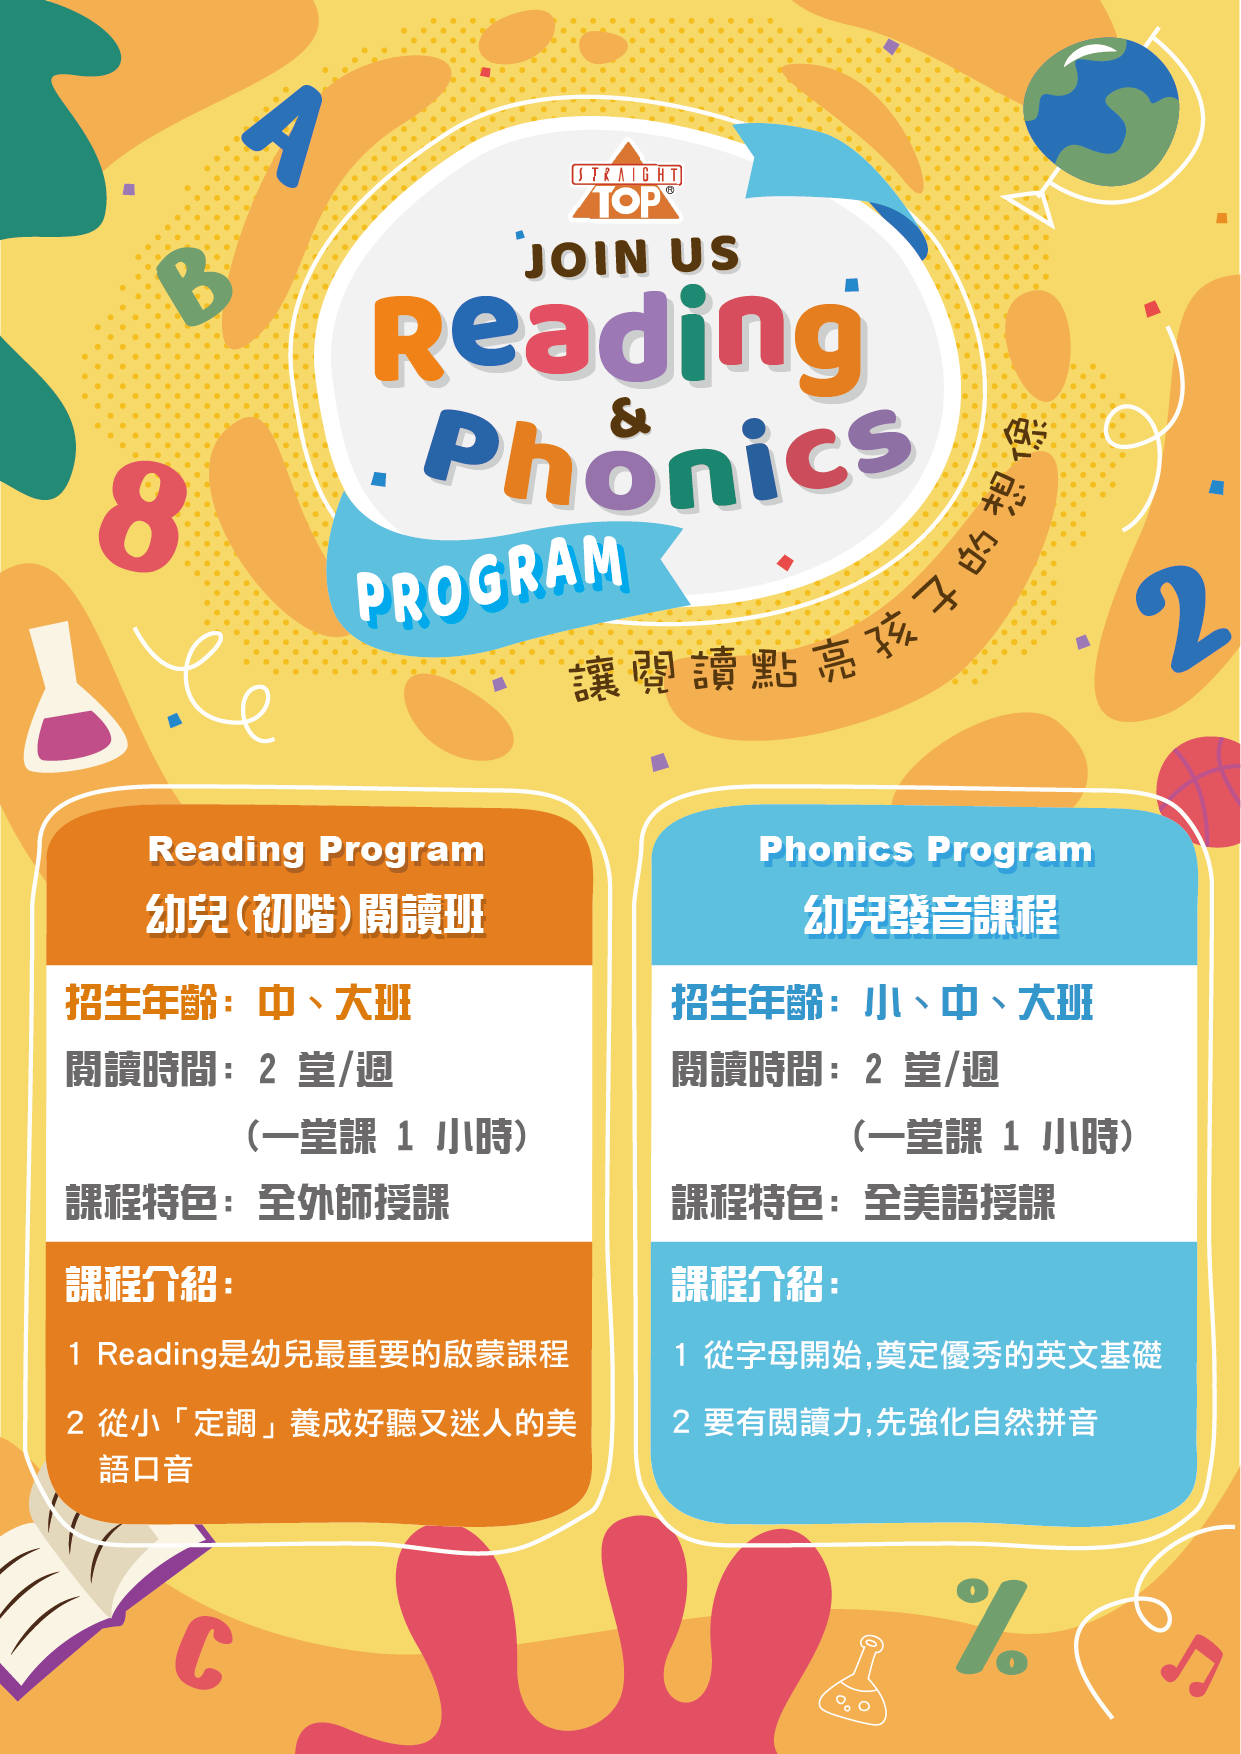 STRAIGHT
TOP®
JOIN US
Reading
&
Phonics
PROGRAM
讓閱讀點亮孩子的想像
A
B
8
2
Reading Program
幼兒(初階)閱讀班
招生年齡：中、大班
閱讀時間：2 堂/週
(一堂課 1 小時)
課程特色：全外師授課
課程介紹：
1 Reading是幼兒最重要的啟蒙課程
2 從小「定調」養成好聽又迷人的美
語口音
Phonics Program
幼兒發音課程
招生年齡：小、中、大班
閱讀時間：2 堂/週
(一堂課 1 小時)
課程特色：全美語授課
課程介紹：
1 從字母開始,奠定優秀的英文基礎
2 要有閱讀力,先強化自然拼音
C
%